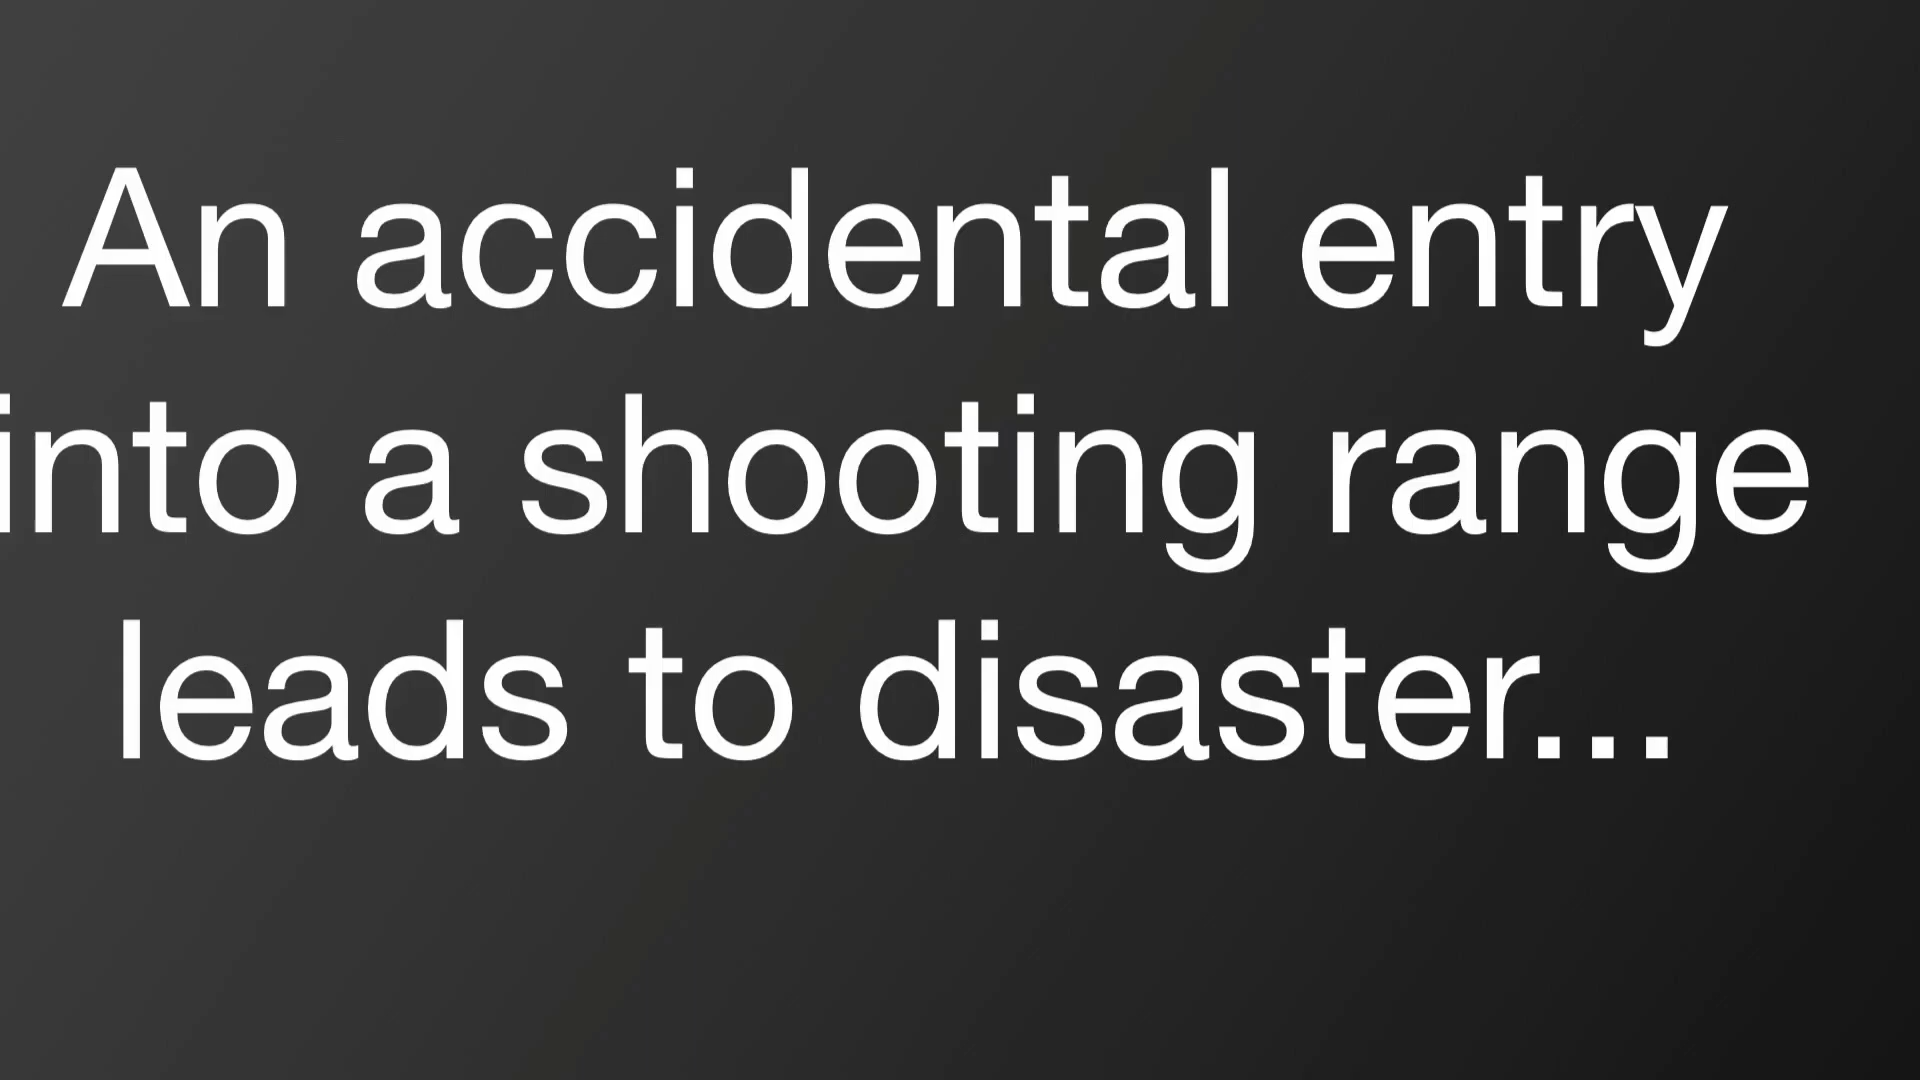 An accidental entry
into a shooting range
leads to disaster...